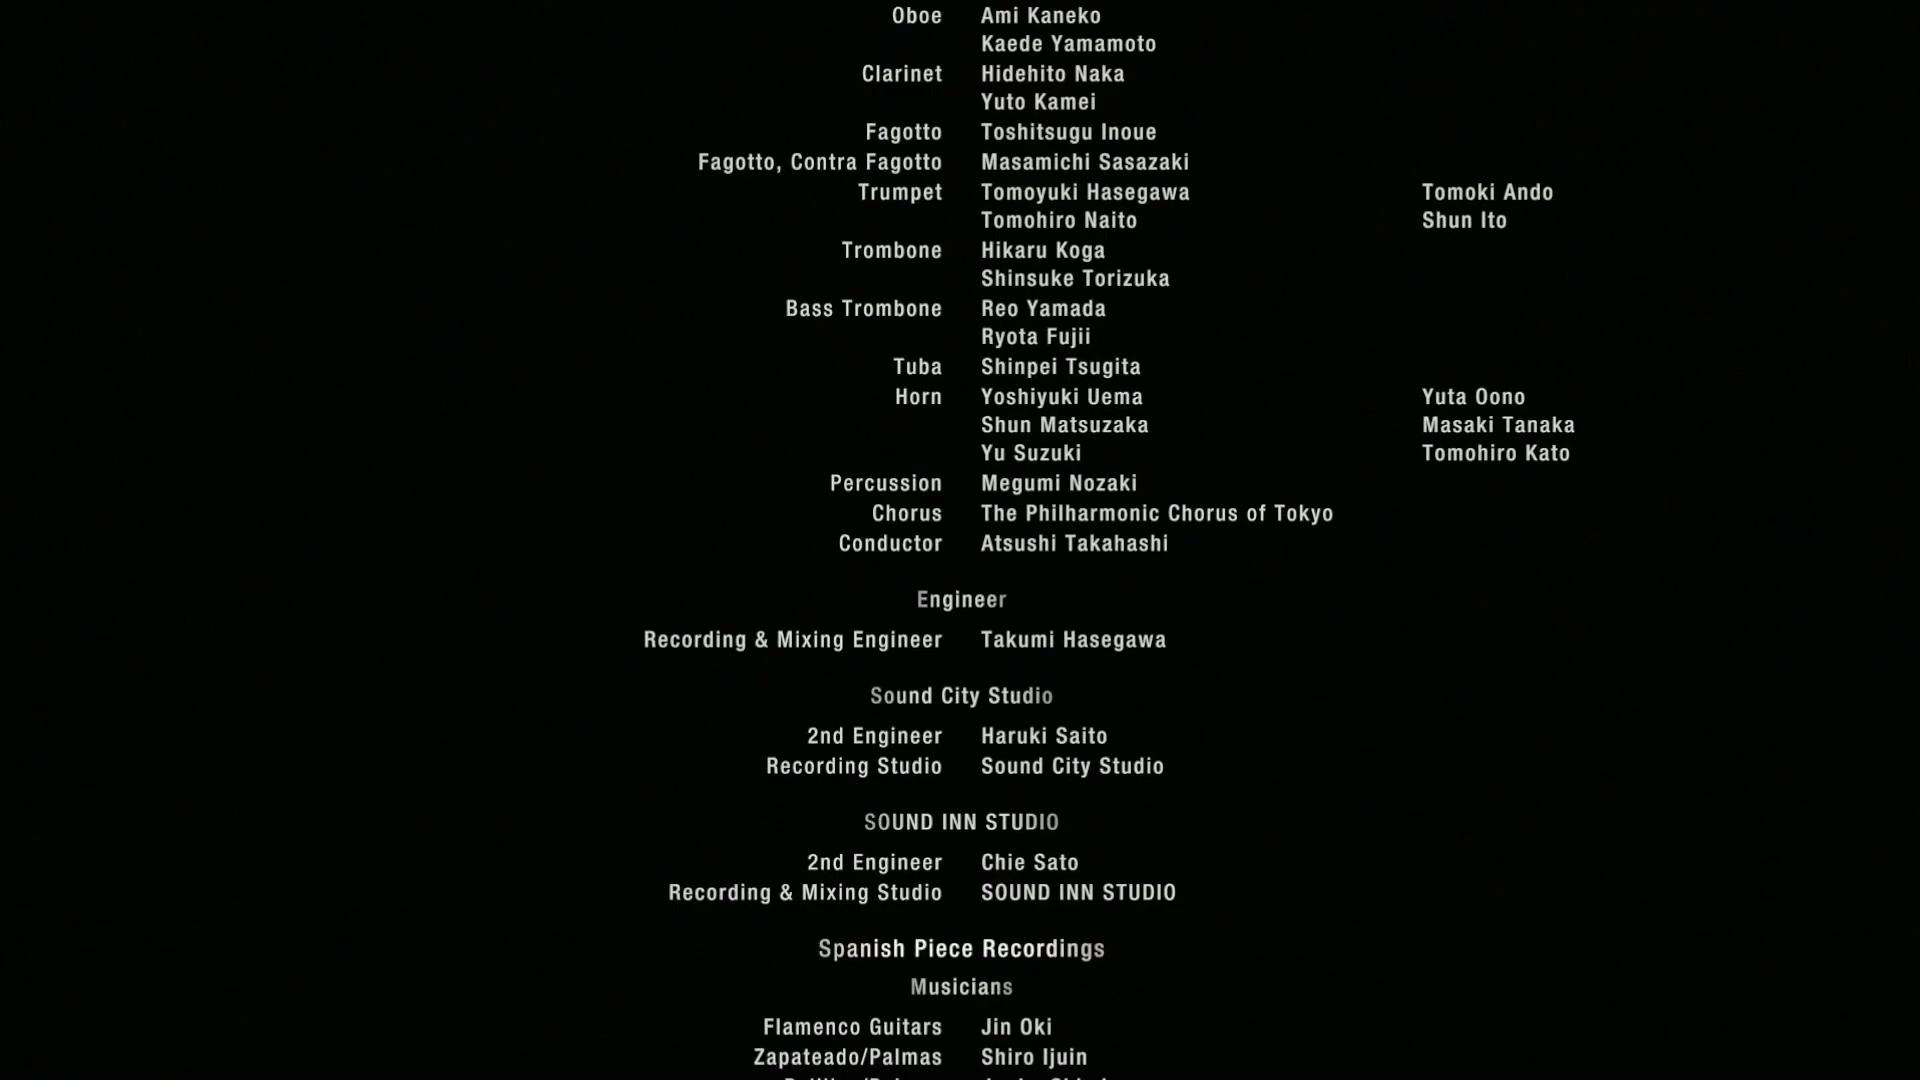 Oboe Ami Kaneko
Kaede Yamamoto
Clarinet Hidehito Naka
Yuto Kamei
Fagotto Toshitsugu Inoue
Fagotto, Contra Fagotto Masamichi Sasazaki
Trumpet Tomoyuki Hasegawa Tomoki Ando
Tomohiro Naito Shun Ito
Trombone Hikaru Koga
Shinsuke Torizuka
Bass Trombone Reo Yamada
Ryota Fujii
Tuba Shinpei Tsugita
Horn Yoshiyuki Uema Yuta Oono
Shun Matsuzaka Masaki Tanaka
Yu Suzuki Tomohiro Kato
Percussion Megumi Nozaki
Chorus The Philharmonic Chorus of Tokyo
Conductor Atsushi Takahashi
Engineer
Recording & Mixing Engineer Takumi Hasegawa
Sound City Studio
2nd Engineer Haruki Saito
Recording Studio Sound City Studio
SOUND INN STUDIO
2nd Engineer Chie Sato
Recording & Mixing Studio SOUND INN STUDIO
Spanish Piece Recordings
Musicians
Flamenco Guitars Jin Oki
Zapateado/Palmas Shiro Ijuin